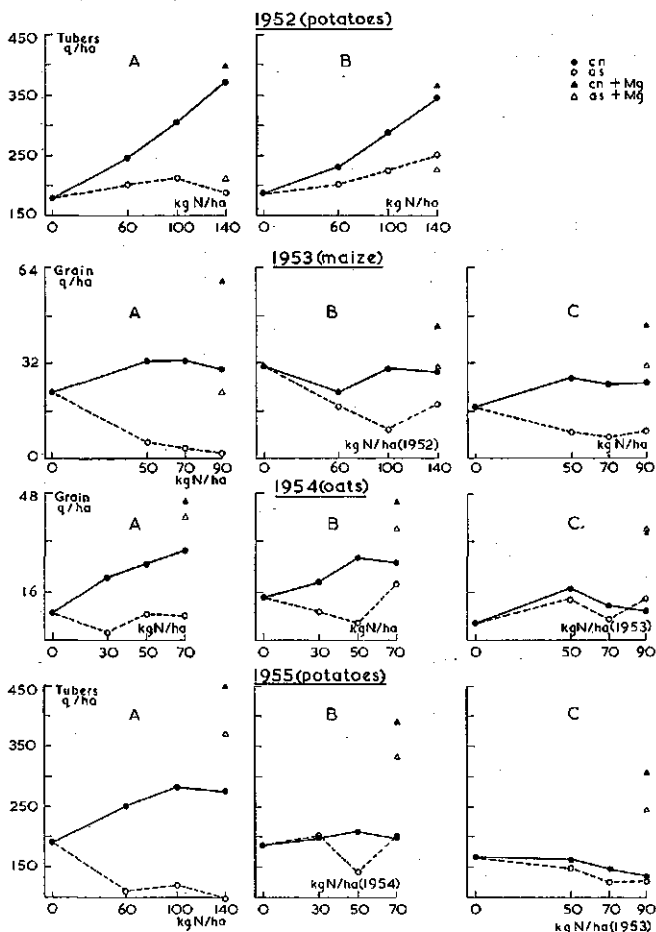 1952 (potatoes)
450
Tubers
q/ha
A
B
cn
as
cn + Mg
as + Mg
350
250
150
kg N/ha
kg N/ha
0 60 100 140
0 60 100 140
1953 (maize)
64
Grain
q/ha
A
B
C
32
0
kg N/ha (1952)
kg N/ha
0 50 70 90
0 60 100 140
0 50 70 90
kg N/ha
1954 (oats)
48
Grain
q/ha
A
B
C
16
kg N/ha
kg N/ha
kg N/ha (1953)
0 30 50 70
0 30 50 70
0 50 70 90
1955 (potatoes)
450
Tubers
q/ha
A
B
C
350
250
150
kg N/ha (1954)
0 60 100 140
0 30 50 70
0 50 70 90
kg N/ha
kg N/ha (1953)